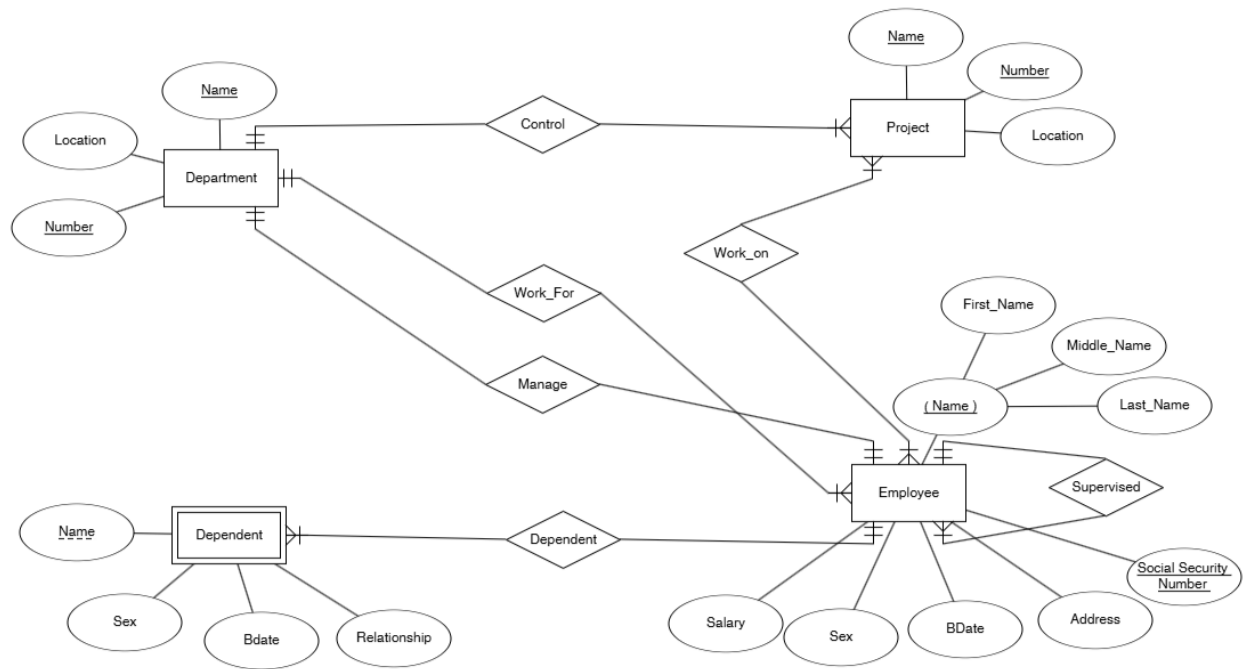 Name
Name
Number
Location
Control
Project
Location
Department
Number
Work_on
Work_For
First_Name
Middle_Name
Manage
( Name )
Last_Name
Employee
Supervised
Name
Dependent
Dependent
Social Security
Number
Sex
Bdate
Relationship
Salary
Sex
BDate
Address